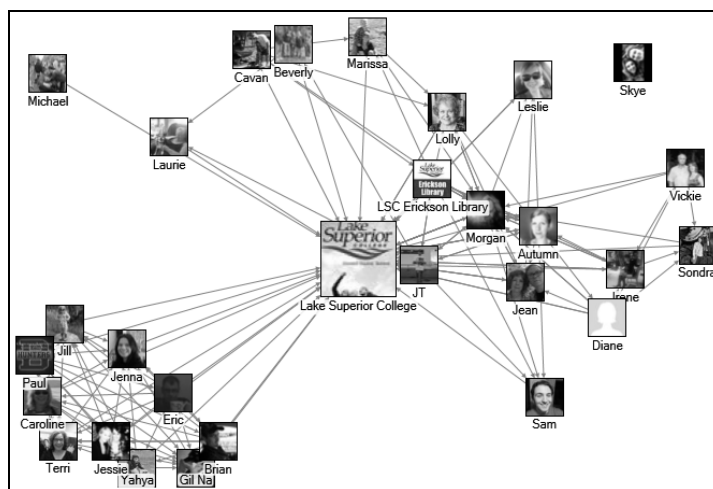 Michael
Cavan
Beverly
Marissa
Leslie
Skye
Laurie
Lolly
Lake
Superior
COLLEGE
Erickson
Library
LSC Erickson Library
Morgan
Autumn
Vickie
Sondra
Lake
Superior
COLLEGE
JT
Lake Superior College
Jean
Irene
Diane
Jill
Paul
Jenna
Caroline
Eric
Sam
Terri
Jessie
Yahya
Gil Na
Brian